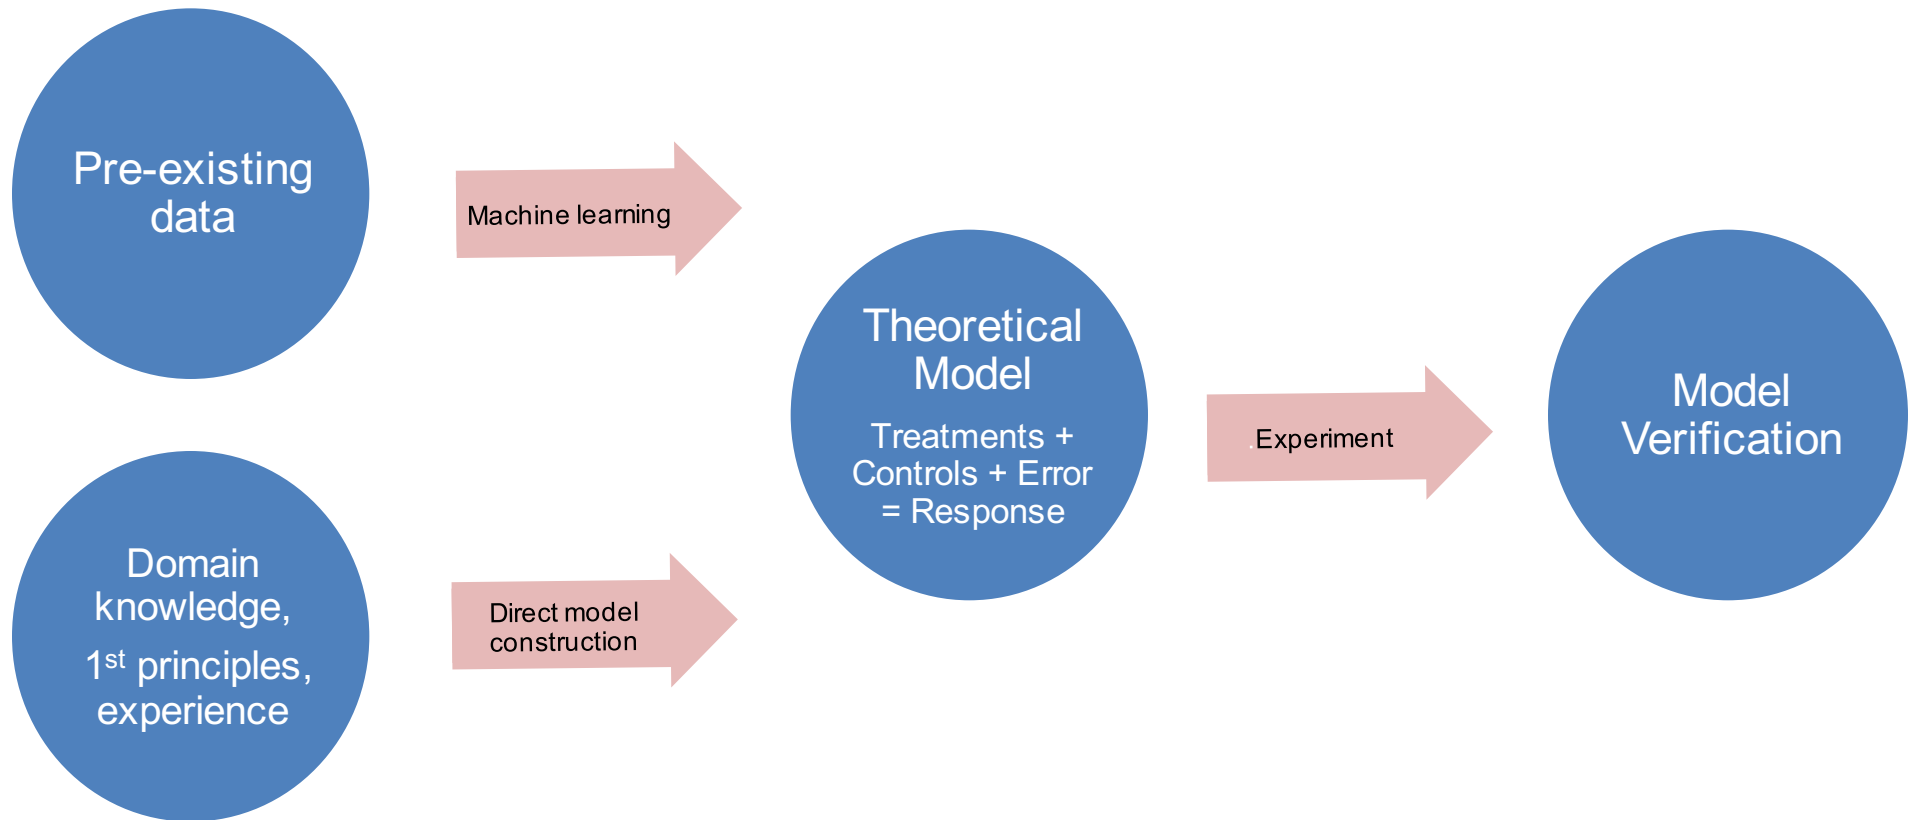 Pre-existing
data
Machine learning
Domain
knowledge,
1st principles,
experience
Direct model
construction
Theoretical
Model
Treatments +
Controls + Error
= Response
.Experiment
Model
Verification